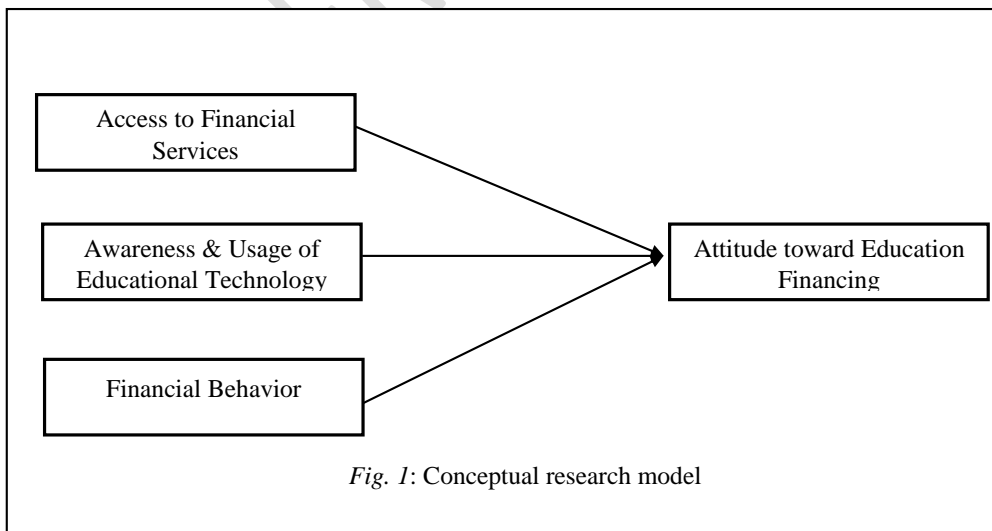 Access to Financial
Services
Awareness & Usage of
Educational Technology
Attitude toward Education
Financing
Financial Behavior
Fig. 1: Conceptual research model